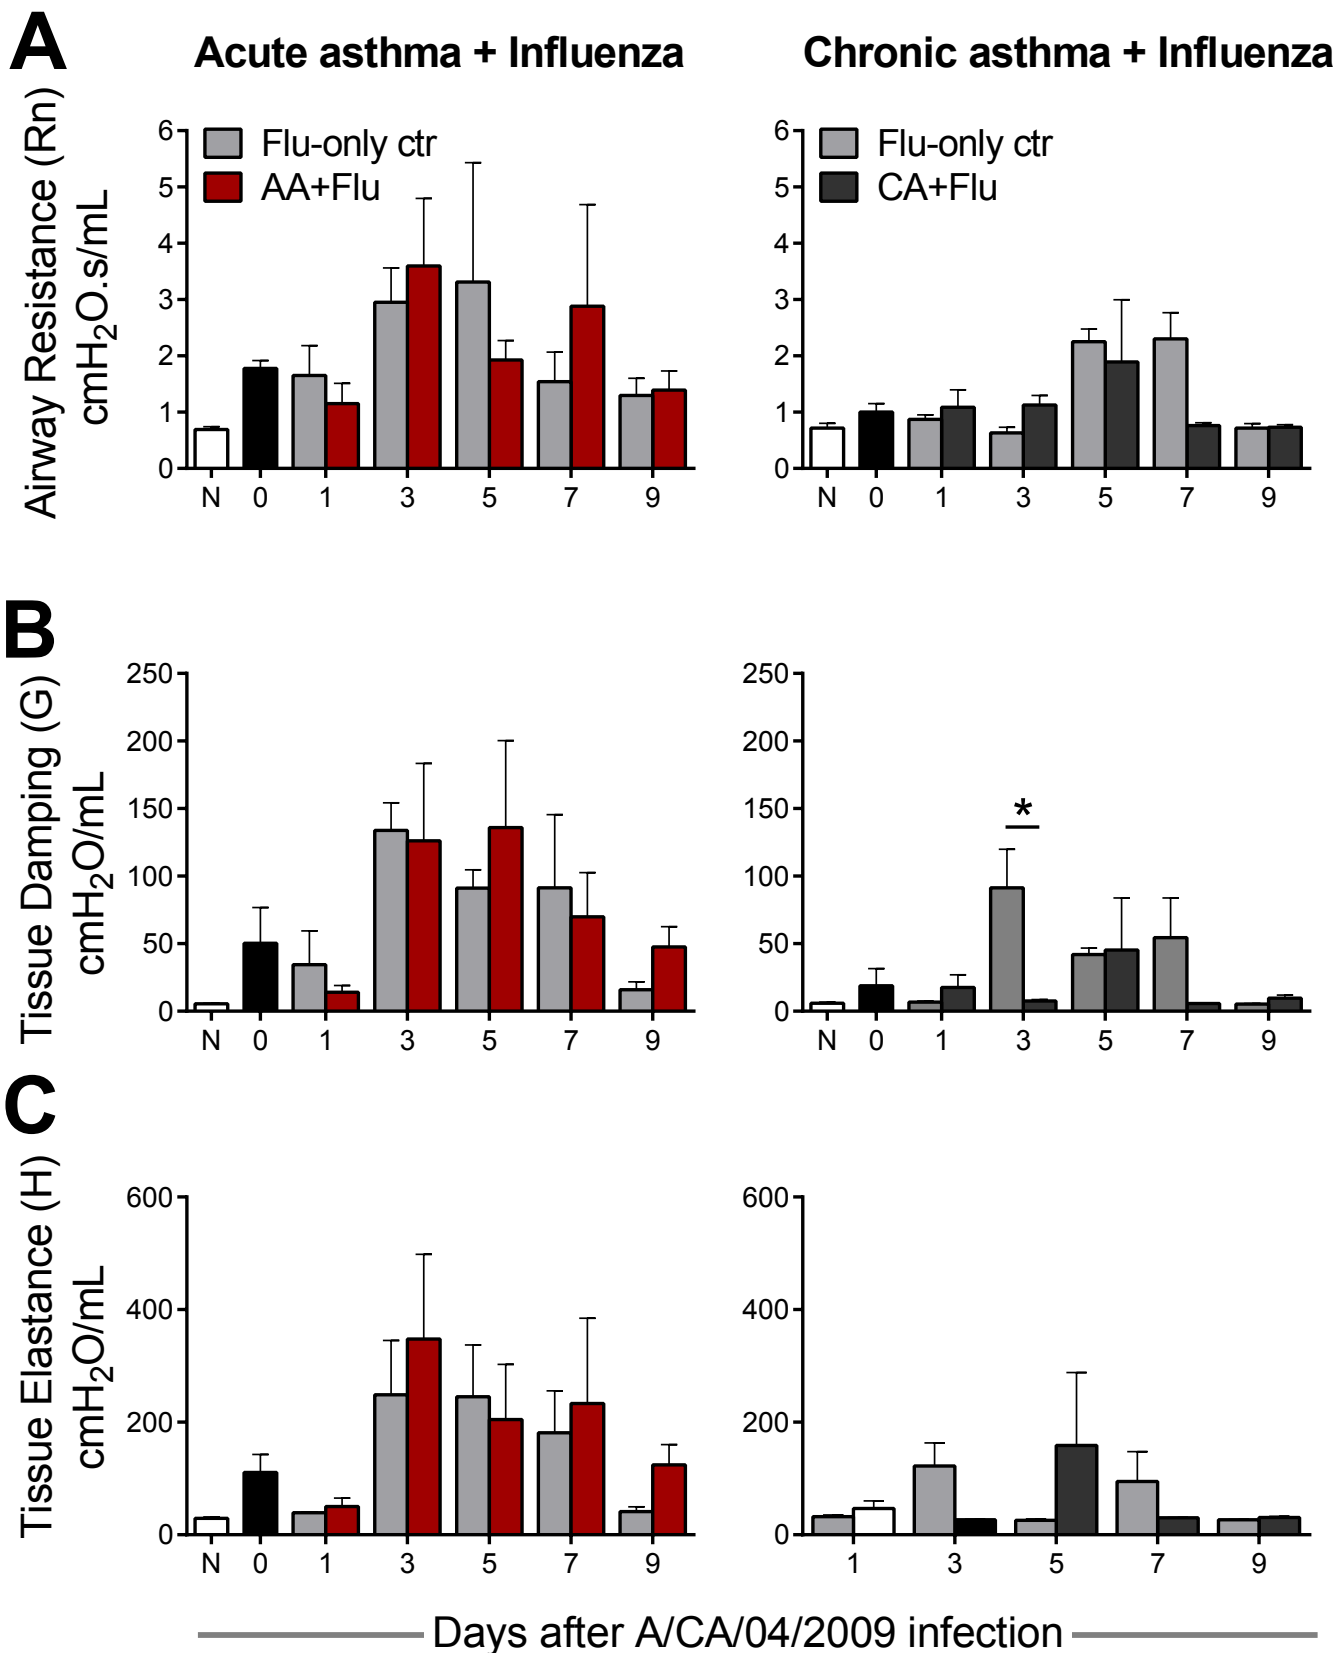 A
Acute asthma + Influenza
Chronic asthma + Influenza
Airway Resistance (Rn)
cmH₂O.s/mL
6
5
4
3
2
1
0
Flu-only ctr
AA+Flu
N 0 1 3 5 7 9
6
5
4
3
2
1
0
Flu-only ctr
CA+Flu
N 0 1 3 5 7 9
B
Tissue Damping (G)
cmH₂O/mL
250
200
150
100
50
0
N 0 1 3 5 7 9
250
200
150
100
50
0
*
N 0 1 3 5 7 9
C
Tissue Elastance (H)
cmH₂O/mL
600
400
200
0
N 0 1 3 5 7 9
600
400
200
0
1 3 5 7 9
Days after A/CA/04/2009 infection